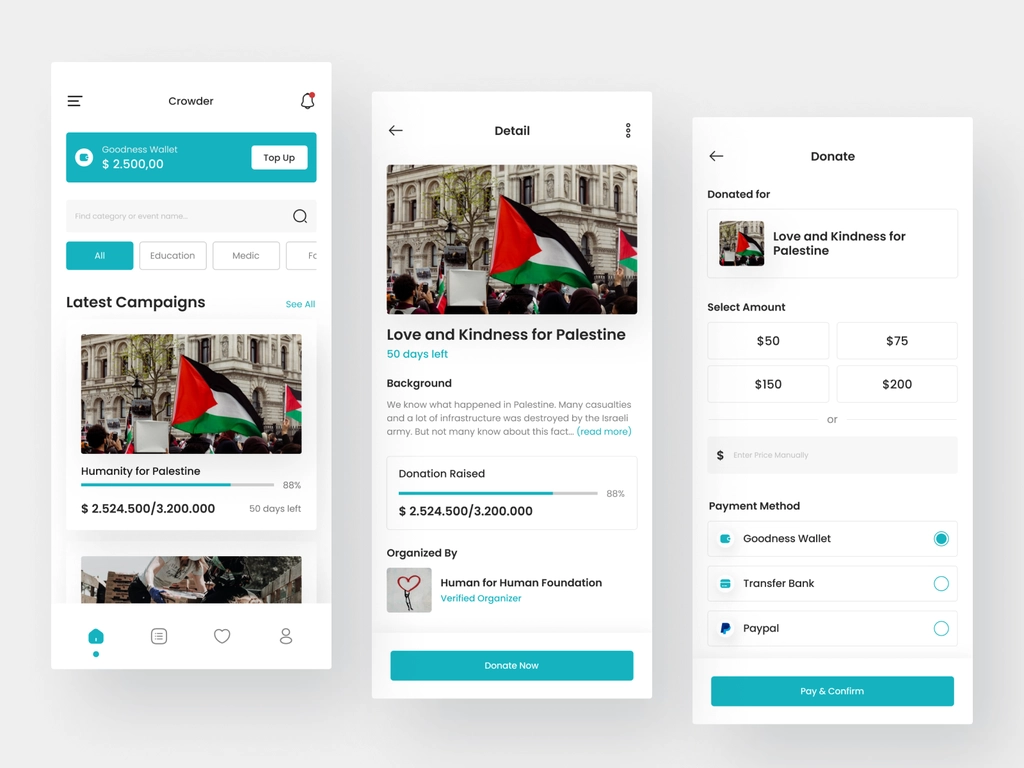 Crowder
Goodness Wallet
$ 2.500,00
Top Up
Find category or event name...
All
Education
Medic
Fo
Latest Campaigns
See All
Humanity for Palestine
88%
$ 2.524.500/3.200.000
50 days left
Detail
Love and Kindness for Palestine
50 days left
Background
We know what happened in Palestine. Many casualties
and a lot of infrastructure was destroyed by the Israeli
army. But not many know about this fact... (read more)
Donation Raised
88%
$ 2.524.500/3.200.000
Organized By
Human for Human Foundation
Verified Organizer
Donate Now
Donate
Donated for
Love and Kindness for
Palestine
Select Amount
$50
$75
$150
$200
or
$ Enter Price Manually
Payment Method
Goodness Wallet
Transfer Bank
Paypal
Pay & Confirm